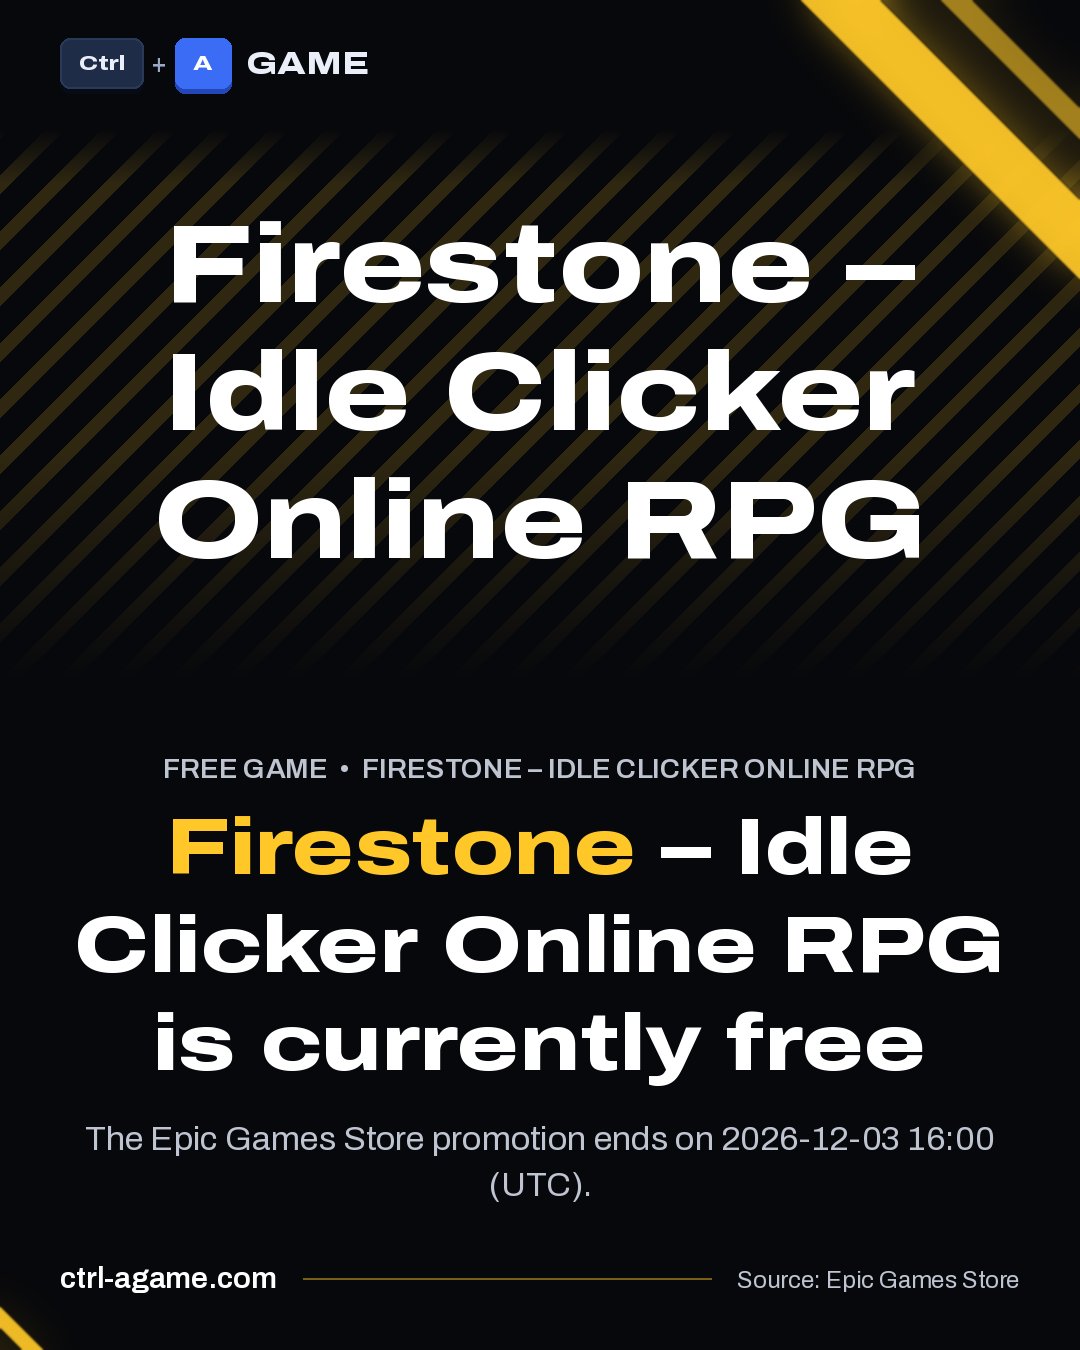 Ctrl + A GAME
Firestone –
Idle Clicker
Online RPG
FREE GAME • FIRESTONE – IDLE CLICKER ONLINE RPG
Firestone – Idle
Clicker Online RPG
is currently free
The Epic Games Store promotion ends on 2026-12-03 16:00
(UTC).
ctrl-agame.com
Source: Epic Games Store